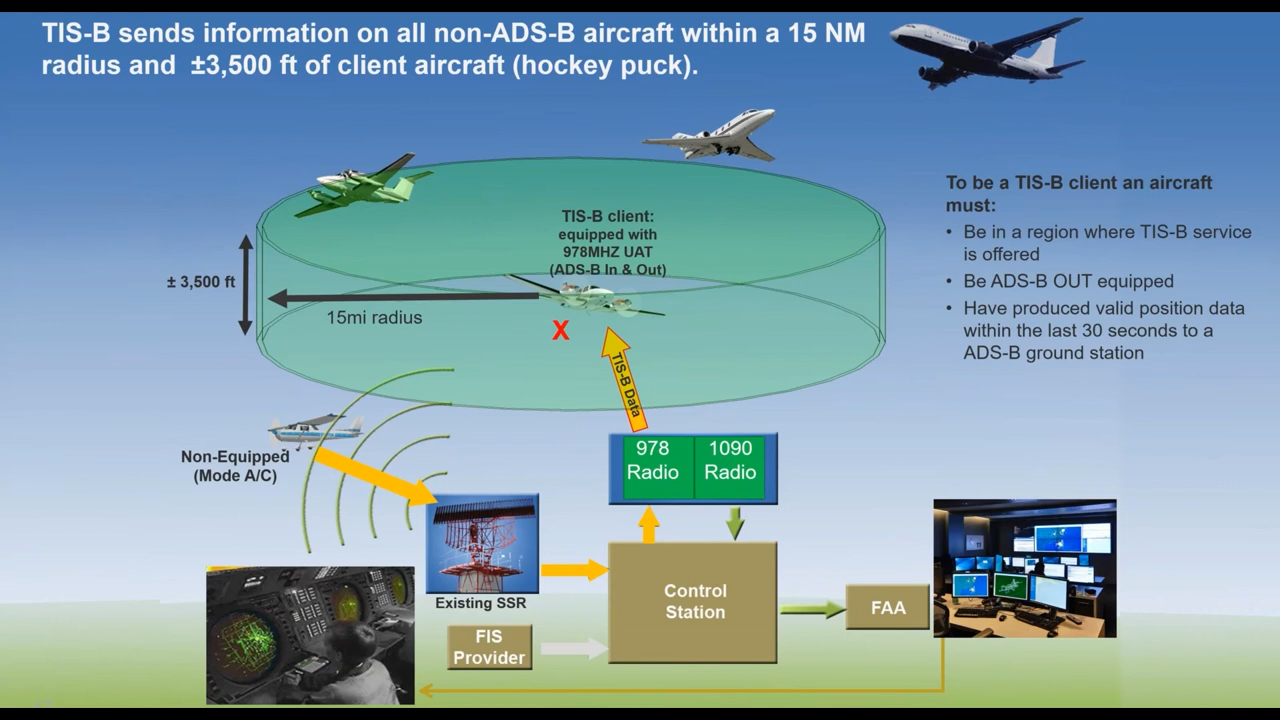 TIS-B sends information on all non-ADS-B aircraft within a 15 NM
radius and ±3,500 ft of client aircraft (hockey puck).
To be a TIS-B client an aircraft
must:
• Be in a region where TIS-B service
is offered
• Be ADS-B OUT equipped
• Have produced valid position data
within the last 30 seconds to a
ADS-B ground station
TIS-B client:
equipped with
978MHZ UAT
(ADS-B In & Out)
± 3,500 ft
15mi radius
X
TIS-B Data
Non-Equipped
(Mode A/C)
978
Radio
1090
Radio
Existing SSR
Control
Station
FAA
FIS
Provider